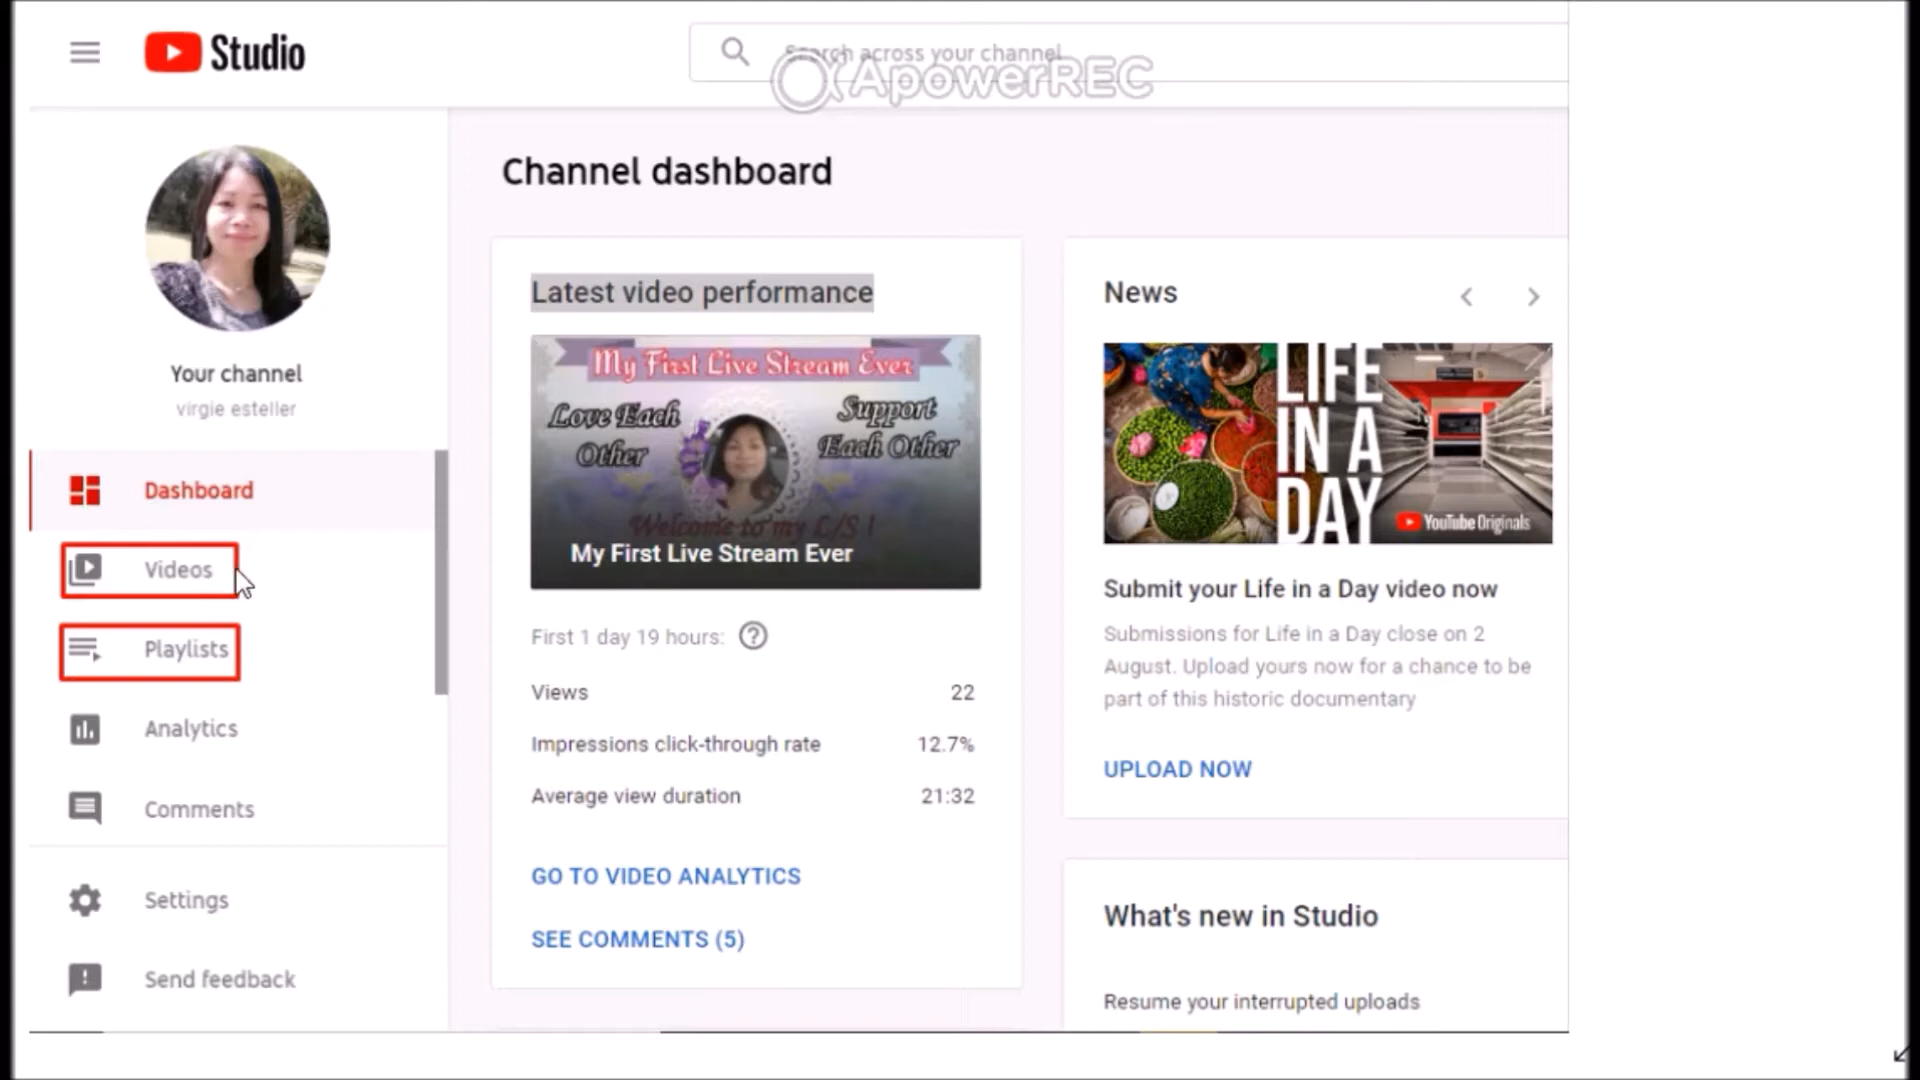 Studio
Search across your channel
ApowerREC
Channel dashboard
Your channel
virgie esteller
Dashboard
Videos
Playlists
Analytics
Comments
Settings
Send feedback
Latest video performance
My First Live Stream Ever
Love Each
Other
Support
Each Other
Welcome to my L/S !
My First Live Stream Ever
First 1 day 19 hours:
Views 22
Impressions click-through rate 12.7%
Average view duration 21:32
GO TO VIDEO ANALYTICS
SEE COMMENTS (5)
News
LIFE
IN A
DAY
YouTube Originals
Submit your Life in a Day video now
Submissions for Life in a Day close on 2
August. Upload yours now for a chance to be
part of this historic documentary
UPLOAD NOW
What's new in Studio
Resume your interrupted uploads